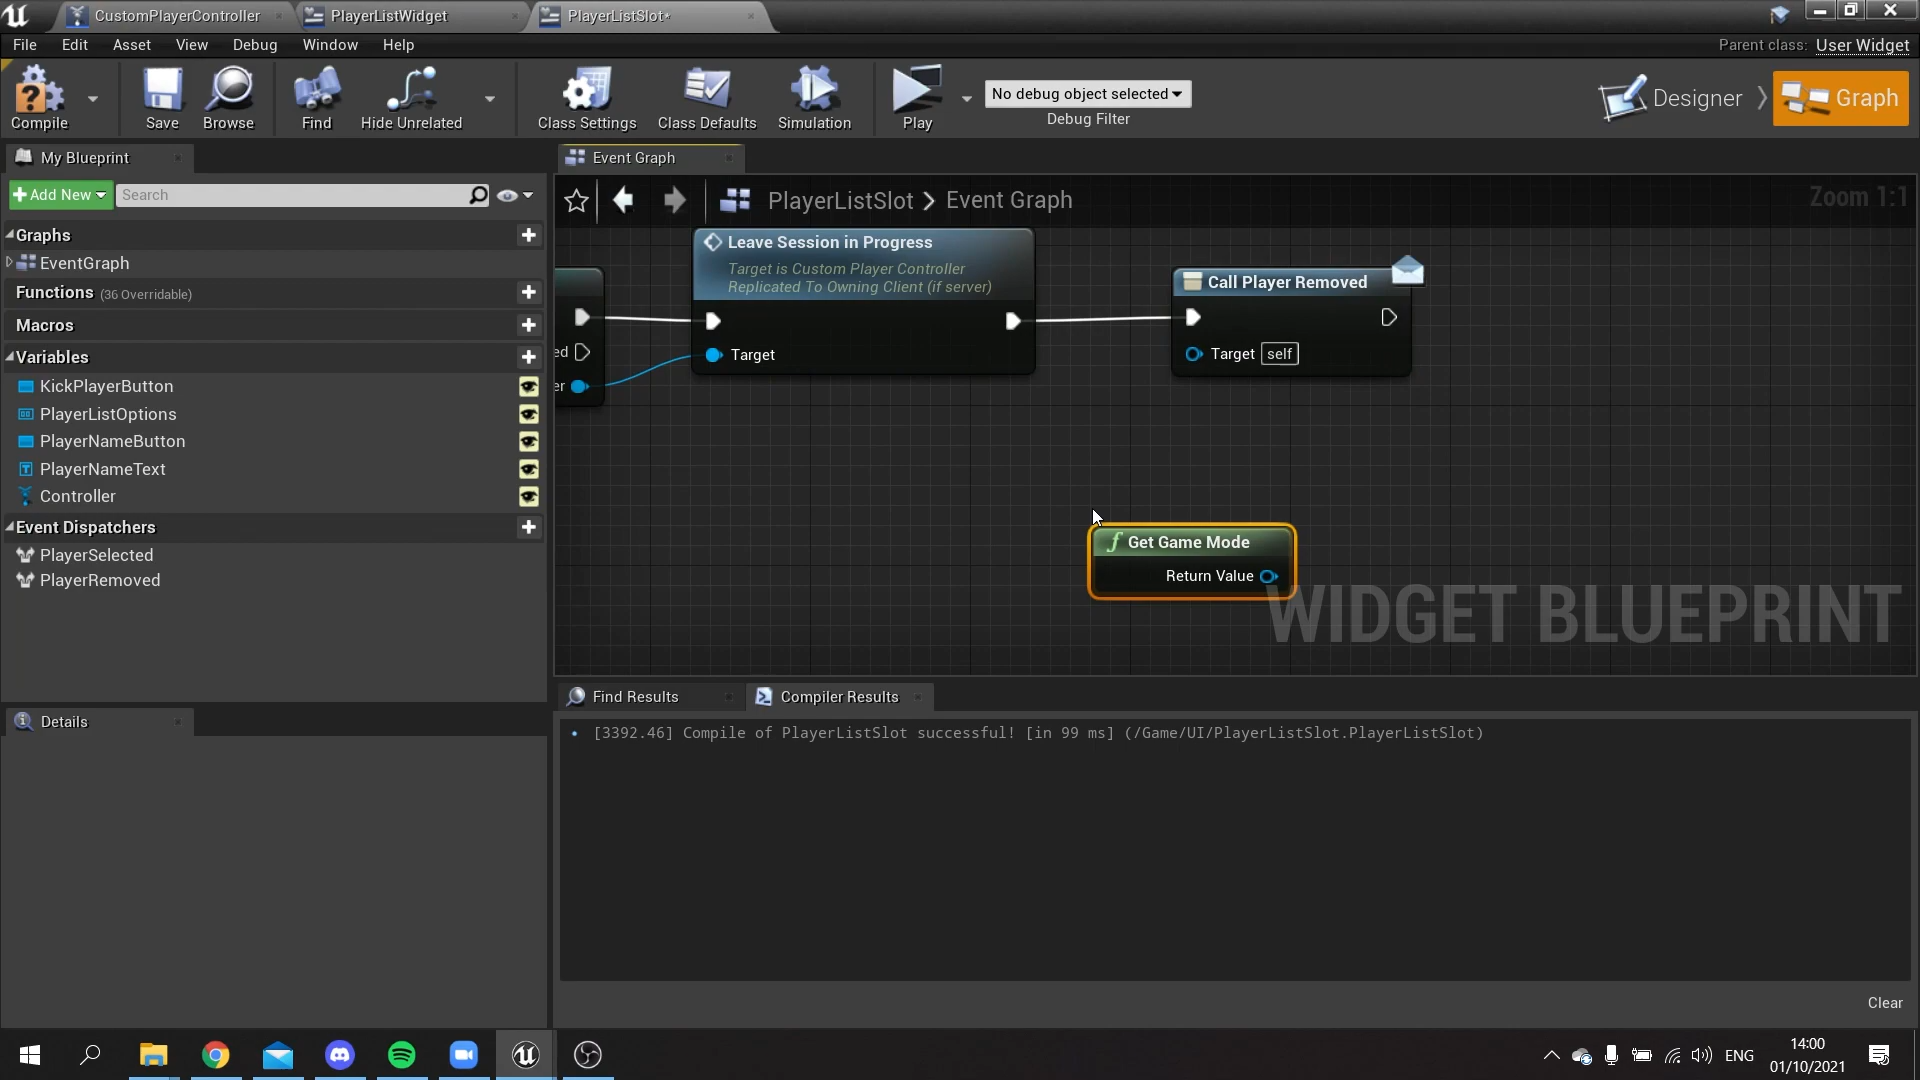 CustomPlayerController
PlayerListWidget
PlayerListSlot*
File
Edit
Asset
View
Debug
Window
Help
Parent class: User Widget
Compile
Save
Browse
Find
Hide Unrelated
Class Settings
Class Defaults
Simulation
Play
No debug object selected
Debug Filter
Designer
Graph
My Blueprint
Add New
Search
Graphs
EventGraph
Functions (36 Overridable)
Macros
Variables
KickPlayerButton
PlayerListOptions
PlayerNameButton
PlayerNameText
Controller
Event Dispatchers
PlayerSelected
PlayerRemoved
Details
Event Graph
PlayerListSlot > Event Graph
Zoom 1:1
Leave Session in Progress
Target is Custom Player Controller
Replicated To Owning Client (if server)
Target
ed
er
Call Player Removed
Target self
f Get Game Mode
Return Value
WIDGET BLUEPRINT
Find Results
Compiler Results
[3392.46] Compile of PlayerListSlot successful! [in 99 ms] (/Game/UI/PlayerListSlot.PlayerListSlot)
Clear
ENG
14:00
01/10/2021